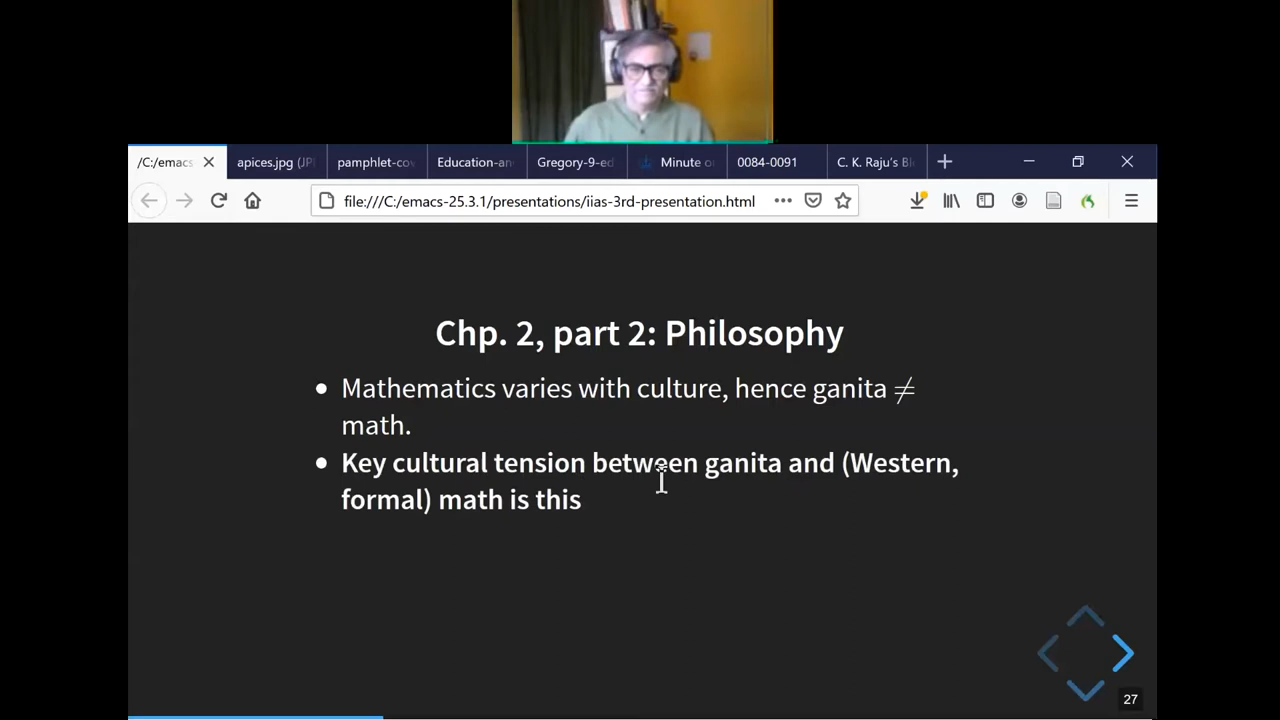 /C:/emacs
apices.jpg (JP
pamphlet-cov
Education-an
Gregory-9-ed
Minute o
0084-0091
C. K. Raju's Bl
file:///C:/emacs-25.3.1/presentations/iias-3rd-presentation.html
Chp. 2, part 2: Philosophy
• Mathematics varies with culture, hence ganita ≠
math.
• Key cultural tension between ganita and (Western,
formal) math is this
27